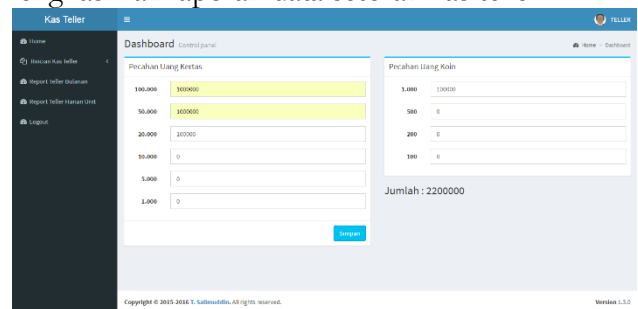 Kas Teller
TELLER
Home
Rincian Kas Teller
Report Teller Bulanan
Report Teller Harian Unit
Logout
Dashboard Control panel
Home > Dashboard
Pecahan Uang Kertas
100.000 1000000
50.000 1000000
20.000 100000
10.000 0
5.000 0
1.000 0
Simpan
Pecahan Uang Koin
1.000 100000
500 0
200 0
100 0
Jumlah : 2200000
Copyright © 2015-2016 T. Salimuddin. All rights reserved.
Version 1.3.0